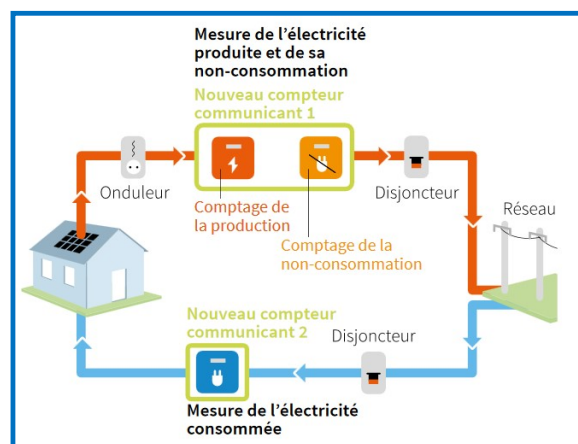 Mesure de l’électricité
produite et de sa
non-consommation
Nouveau compteur
communicant 1
Onduleur
Disjoncteur
Comptage de
la production
Comptage de la
non-consommation
Réseau
Nouveau compteur
communicant 2
Disjoncteur
Mesure de l’électricité
consommée